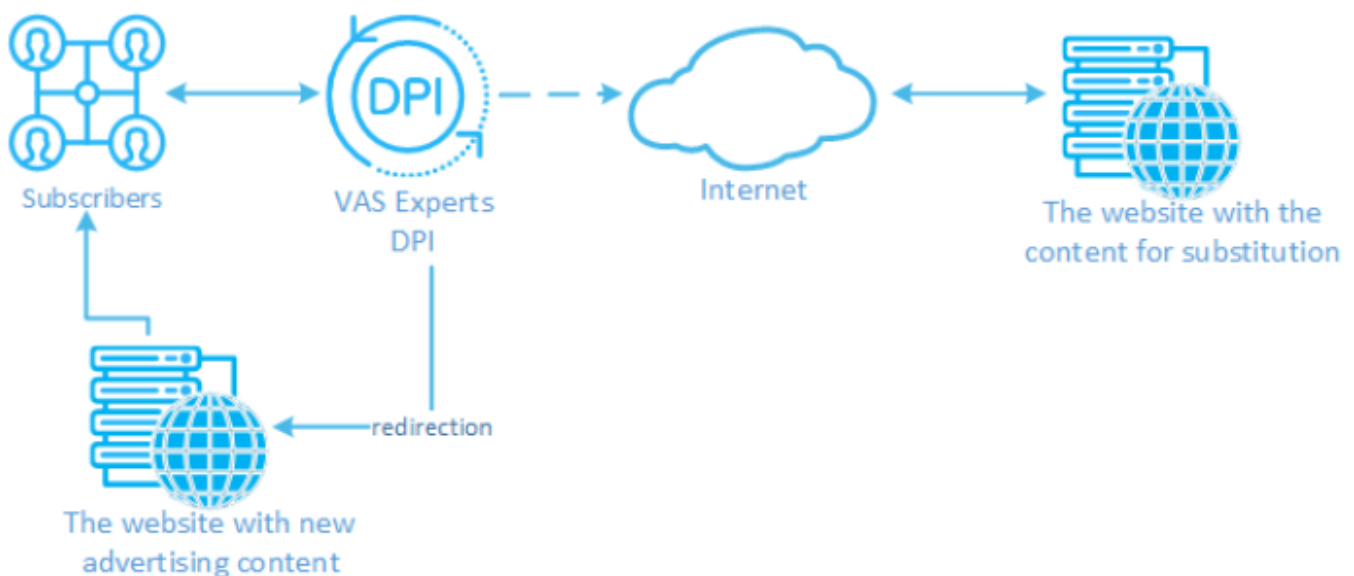 DPI
Subscribers
VAS Experts
DPI
Internet
The website with the
content for substitution
redirection
The website with new
advertising content